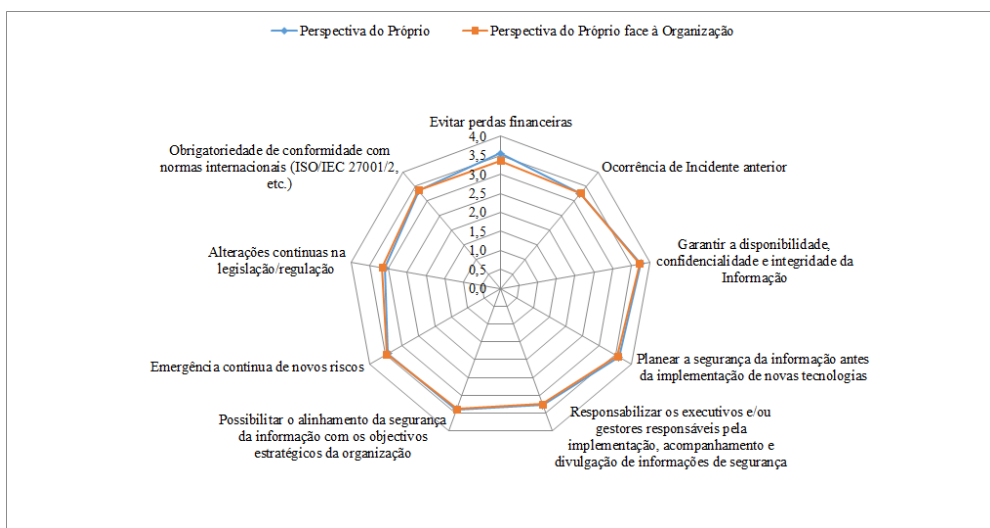 Perspectiva do Próprio
Perspectiva do Próprio face à Organização
Evitar perdas financeiras
4,0
3,5
3,0
2,5
2,0
1,5
1,0
0,5
0,0
Ocorrência de Incidente anterior
Garantir a disponibilidade,
confidencialidade e integridade da
Informação
Planear a segurança da informação antes
da implementação de novas tecnologias
Responsabilizar os executivos e/ou
gestores responsáveis pela
implementação, acompanhamento e
divulgação de informações de segurança
Possibilitar o alinhamento da segurança
da informação com os objectivos
estratégicos da organização
Emergência continua de novos riscos
Alterações continuas na
legislação/regulação
Obrigatoriedade de conformidade com
normas internacionais (ISO/IEC 27001/2,
etc.)